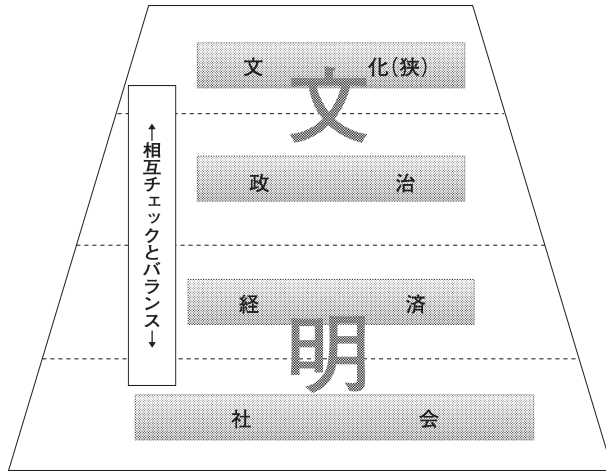 文 化(狭)
文
政 治
←相互チェックとバランス→
経 済
明
社 会